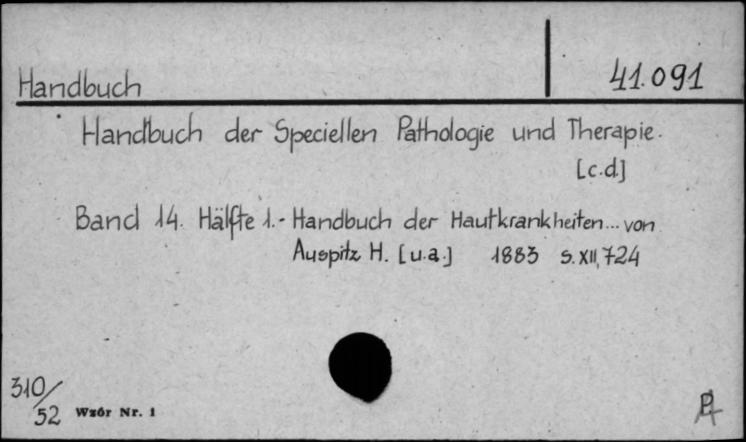 Handbuch 41.091
Handbuch der Speciellen Pathologie und Therapie.
[c.d]
Band 14. Hälfte 1.- Handbuch der Hautkrankheiten... von
Auspitz H. [u.a.] 1883 S. XII, 724
310/52 Wzór Nr. 1